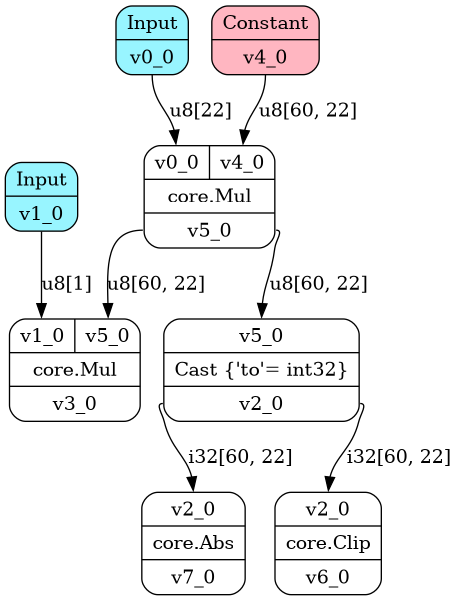 Input
v0_0
Constant
v4_0
u8[22]
u8[60, 22]
v0_0 v4_0
core.Mul
v5_0
Input
v1_0
u8[1]
u8[60, 22]
u8[60, 22]
v1_0 v5_0
core.Mul
v3_0
v5_0
Cast {'to'= int32}
v2_0
i32[60, 22]
i32[60, 22]
v2_0
core.Abs
v7_0
v2_0
core.Clip
v6_0